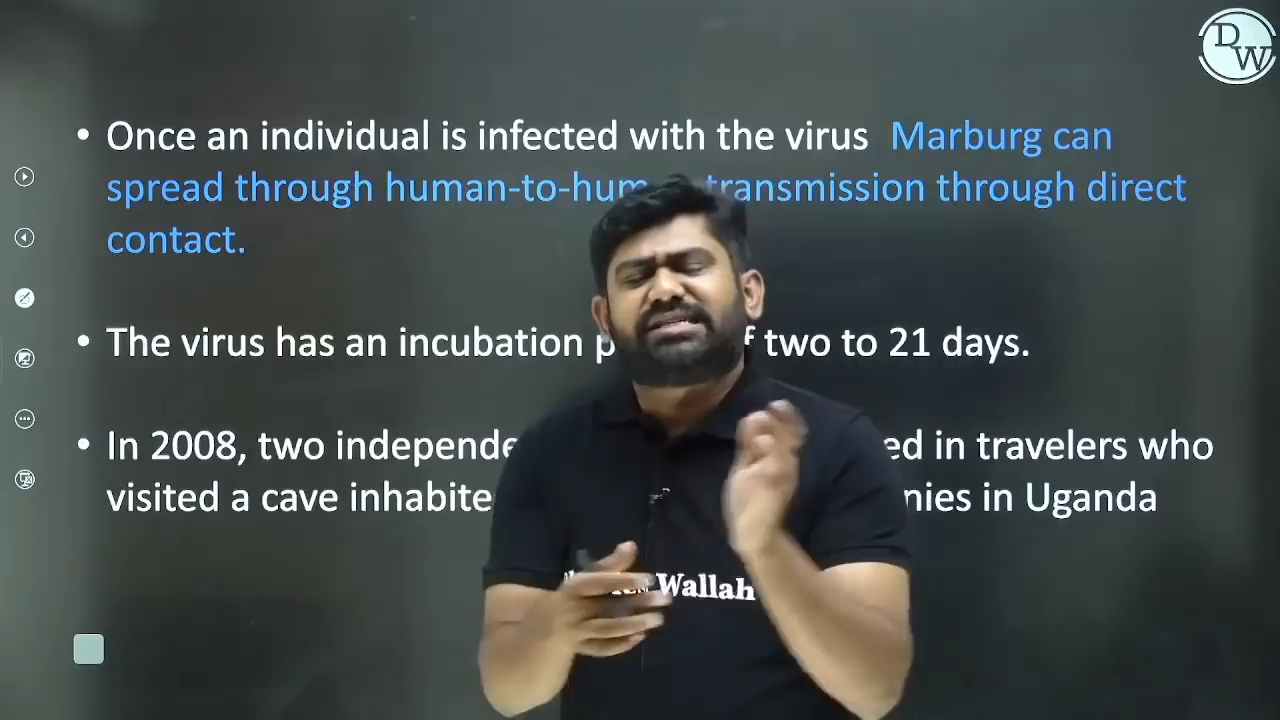 DW
• Once an individual is infected with the virus Marburg can
spread through human-to-hum transmission through direct
contact.
• The virus has an incubation p f two to 21 days.
• In 2008, two independe ed in travelers who
visited a cave inhabite nies in Uganda
Wallah